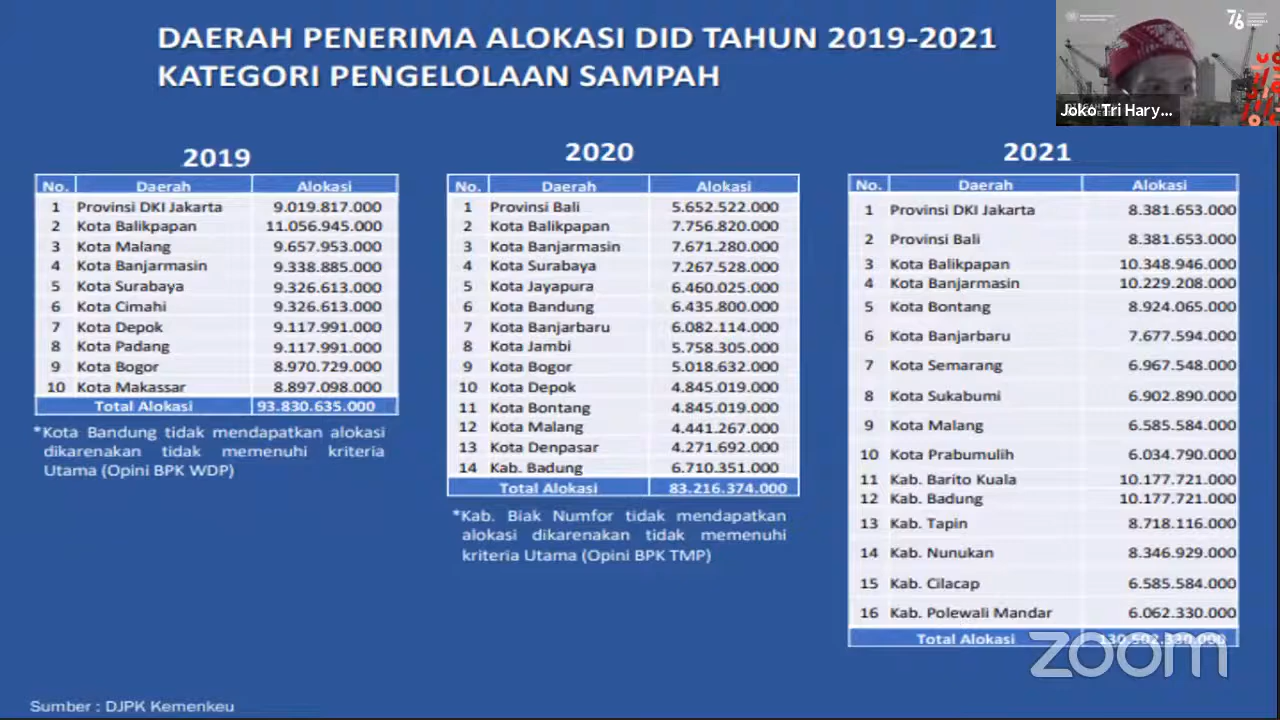 DAERAH PENERIMA ALOKASI DID TAHUN 2019-2021
KATEGORI PENGELOLAAN SAMPAH
76
Joko Tri Hary...
2019
No. Daerah Alokasi
1 Provinsi DKI Jakarta 9.019.817.000
2 Kota Balikpapan 11.056.945.000
3 Kota Malang 9.657.953.000
4 Kota Banjarmasin 9.338.885.000
5 Kota Surabaya 9.326.613.000
6 Kota Cimahi 9.326.613.000
7 Kota Depok 9.117.991.000
8 Kota Padang 9.117.991.000
9 Kota Bogor 8.970.729.000
10 Kota Makassar 8.897.098.000
Total Alokasi 93.830.635.000
*Kota Bandung tidak mendapatkan alokasi
dikarenakan tidak memenuhi kriteria
Utama (Opini BPK WDP)
2020
No. Daerah Alokasi
1 Provinsi Bali 5.652.522.000
2 Kota Balikpapan 7.756.820.000
3 Kota Banjarmasin 7.671.280.000
4 Kota Surabaya 7.267.528.000
5 Kota Jayapura 6.460.025.000
6 Kota Bandung 6.435.800.000
7 Kota Banjarbaru 6.082.114.000
8 Kota Jambi 5.758.305.000
9 Kota Bogor 5.018.632.000
10 Kota Depok 4.845.019.000
11 Kota Bontang 4.845.019.000
12 Kota Malang 4.441.267.000
13 Kota Denpasar 4.271.692.000
14 Kab. Badung 6.710.351.000
Total Alokasi 83.216.374.000
*Kab. Biak Numfor tidak mendapatkan
alokasi dikarenakan tidak memenuhi
kriteria Utama (Opini BPK TMP)
2021
No. Daerah Alokasi
1 Provinsi DKI Jakarta 8.381.653.000
2 Provinsi Bali 8.381.653.000
3 Kota Balikpapan 10.348.946.000
4 Kota Banjarmasin 10.229.208.000
5 Kota Bontang 8.924.065.000
6 Kota Banjarbaru 7.677.594.000
7 Kota Semarang 6.967.548.000
8 Kota Sukabumi 6.902.890.000
9 Kota Malang 6.585.584.000
10 Kota Prabumulih 6.034.790.000
11 Kab. Barito Kuala 10.177.721.000
12 Kab. Badung 10.177.721.000
13 Kab. Tapin 8.718.116.000
14 Kab. Nunukan 8.346.929.000
15 Kab. Cilacap 6.585.584.000
16 Kab. Polewali Mandar 6.062.330.000
Total Alokasi 130.502.330.000
zoom
Sumber : DJPK Kemenkeu